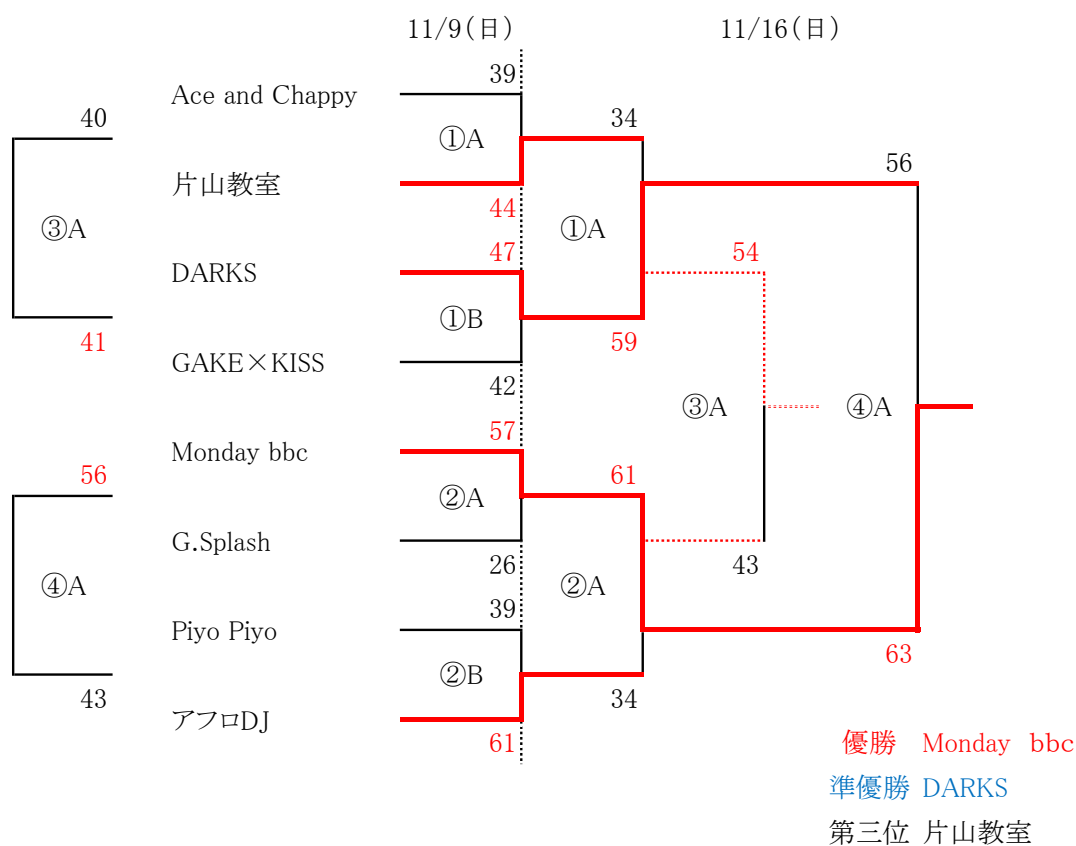 11/9(日)
11/16(日)
39
Ace and Chappy
40
34
①A
56
片山教室
44
③A
①A
47
54
DARKS
①B
41
59
GAKE×KISS
42
③A
④A
57
Monday bbc
56
61
②A
G.Splash
26
43
④A
②A
39
Piyo Piyo
63
②B
43
34
アフロDJ
61
優勝 Monday bbc
準優勝 DARKS
第三位 片山教室